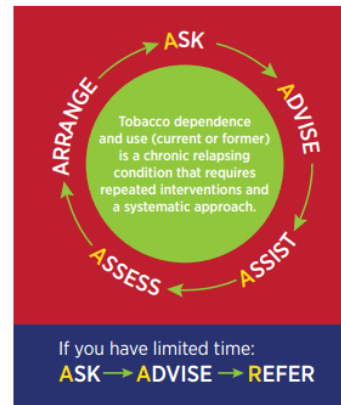 ASK
ADVISE
ASSIST
ASSESS
ARRANGE
Tobacco dependence
and use (current or former)
is a chronic relapsing
condition that requires
repeated interventions and
a systematic approach.
If you have limited time:
ASK → ADVISE → REFER